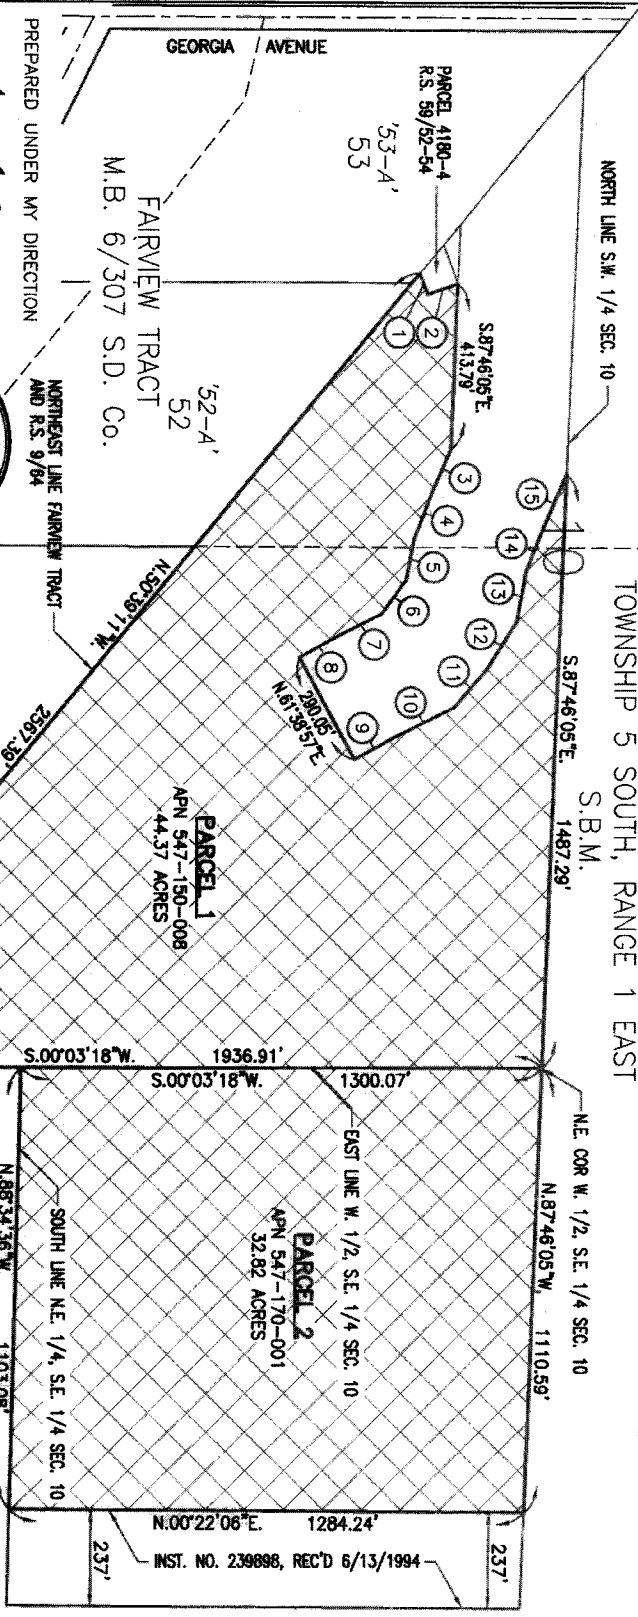 TOWNSHIP 5 SOUTH, RANGE 1 EAST
S.B.M.
NORTH LINE S.W. 1/4 SEC. 10
10
S.87°46'05"E.
1487.29'
N.E. COR W. 1/2, S.E. 1/4 SEC. 10
N.87°46'05"W.
1110.59'
GEORGIA AVENUE
PARCEL 4180-4
R.S. 59/52-54
'53-A'
53
S.87°46'05"E.
413.79'
1
2
3
4
5
6
7
8
9
10
11
12
13
14
15
280.05'
N.61°38'57"E.
FAIRVIEW TRACT
M.B. 6/307 S.D. Co.
'52-A'
52
NORTHEAST LINE FAIRVIEW TRACT
AND R.S. 9/84
N.50°39'11"W.
2567.39'
PARCEL 1
APN 547-150-008
44.37 ACRES
S.00°03'18"W.
1936.91'
S.00°03'18"W.
1300.07'
EAST LINE W. 1/2, S.E. 1/4 SEC. 10
PARCEL 2
APN 547-170-001
32.82 ACRES
SOUTH LINE N.E. 1/4, S.E. 1/4 SEC. 10
N.88°34'36"W.
1103.08'
N.00°22'06"E.
1284.24'
237'
237'
INST. NO. 239898, REC'D 6/13/1994
PREPARED UNDER MY DIRECTION